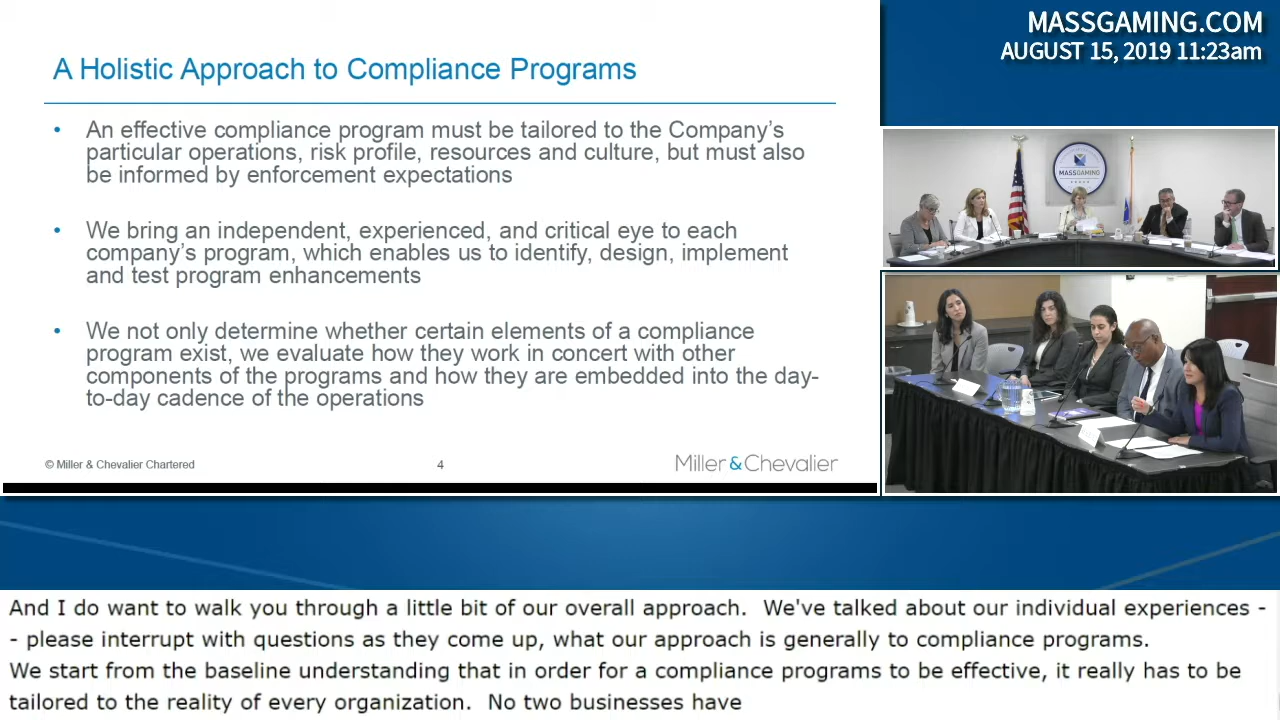 MASSGAMING.COM
AUGUST 15, 2019 11:23am
A Holistic Approach to Compliance Programs
• An effective compliance program must be tailored to the Company's
particular operations, risk profile, resources and culture, but must also
be informed by enforcement expectations
• We bring an independent, experienced, and critical eye to each
company's program, which enables us to identify, design, implement
and test program enhancements
• We not only determine whether certain elements of a compliance
program exist, we evaluate how they work in concert with other
components of the programs and how they are embedded into the day-
to-day cadence of the operations
© Miller & Chevalier Chartered
4
Miller&Chevalier
MASSGAMING
And I do want to walk you through a little bit of our overall approach.  We've talked about our individual experiences -
- please interrupt with questions as they come up, what our approach is generally to compliance programs.
We start from the baseline understanding that in order for a compliance programs to be effective, it really has to be
tailored to the reality of every organization.  No two businesses have